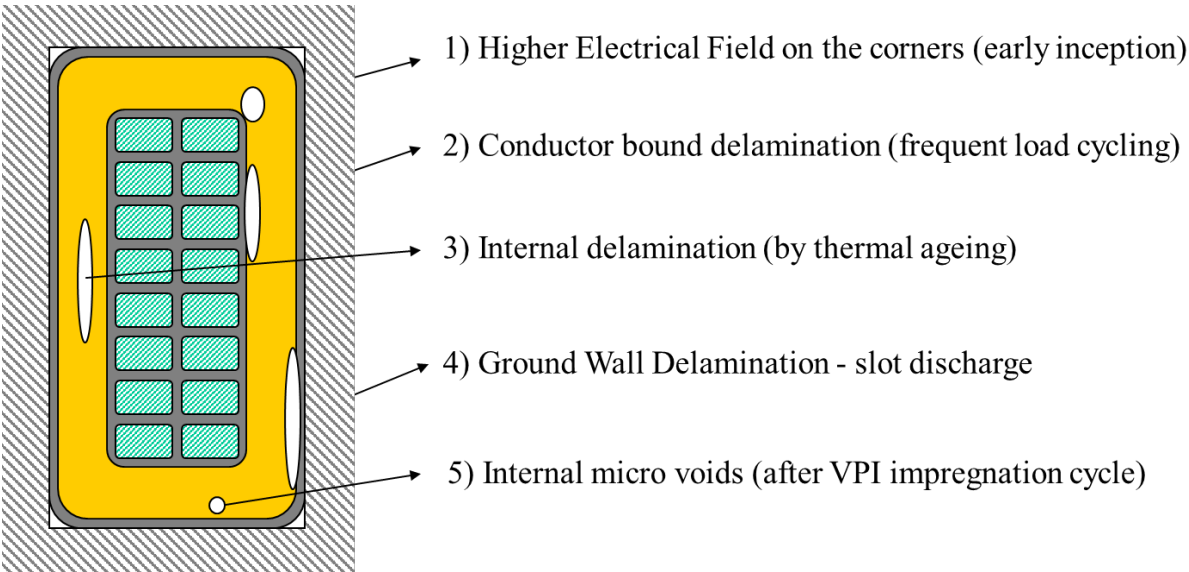 1) Higher Electrical Field on the corners (early inception)
2) Conductor bound delamination (frequent load cycling)
3) Internal delamination (by thermal ageing)
4) Ground Wall Delamination - slot discharge
5) Internal micro voids (after VPI impregnation cycle)